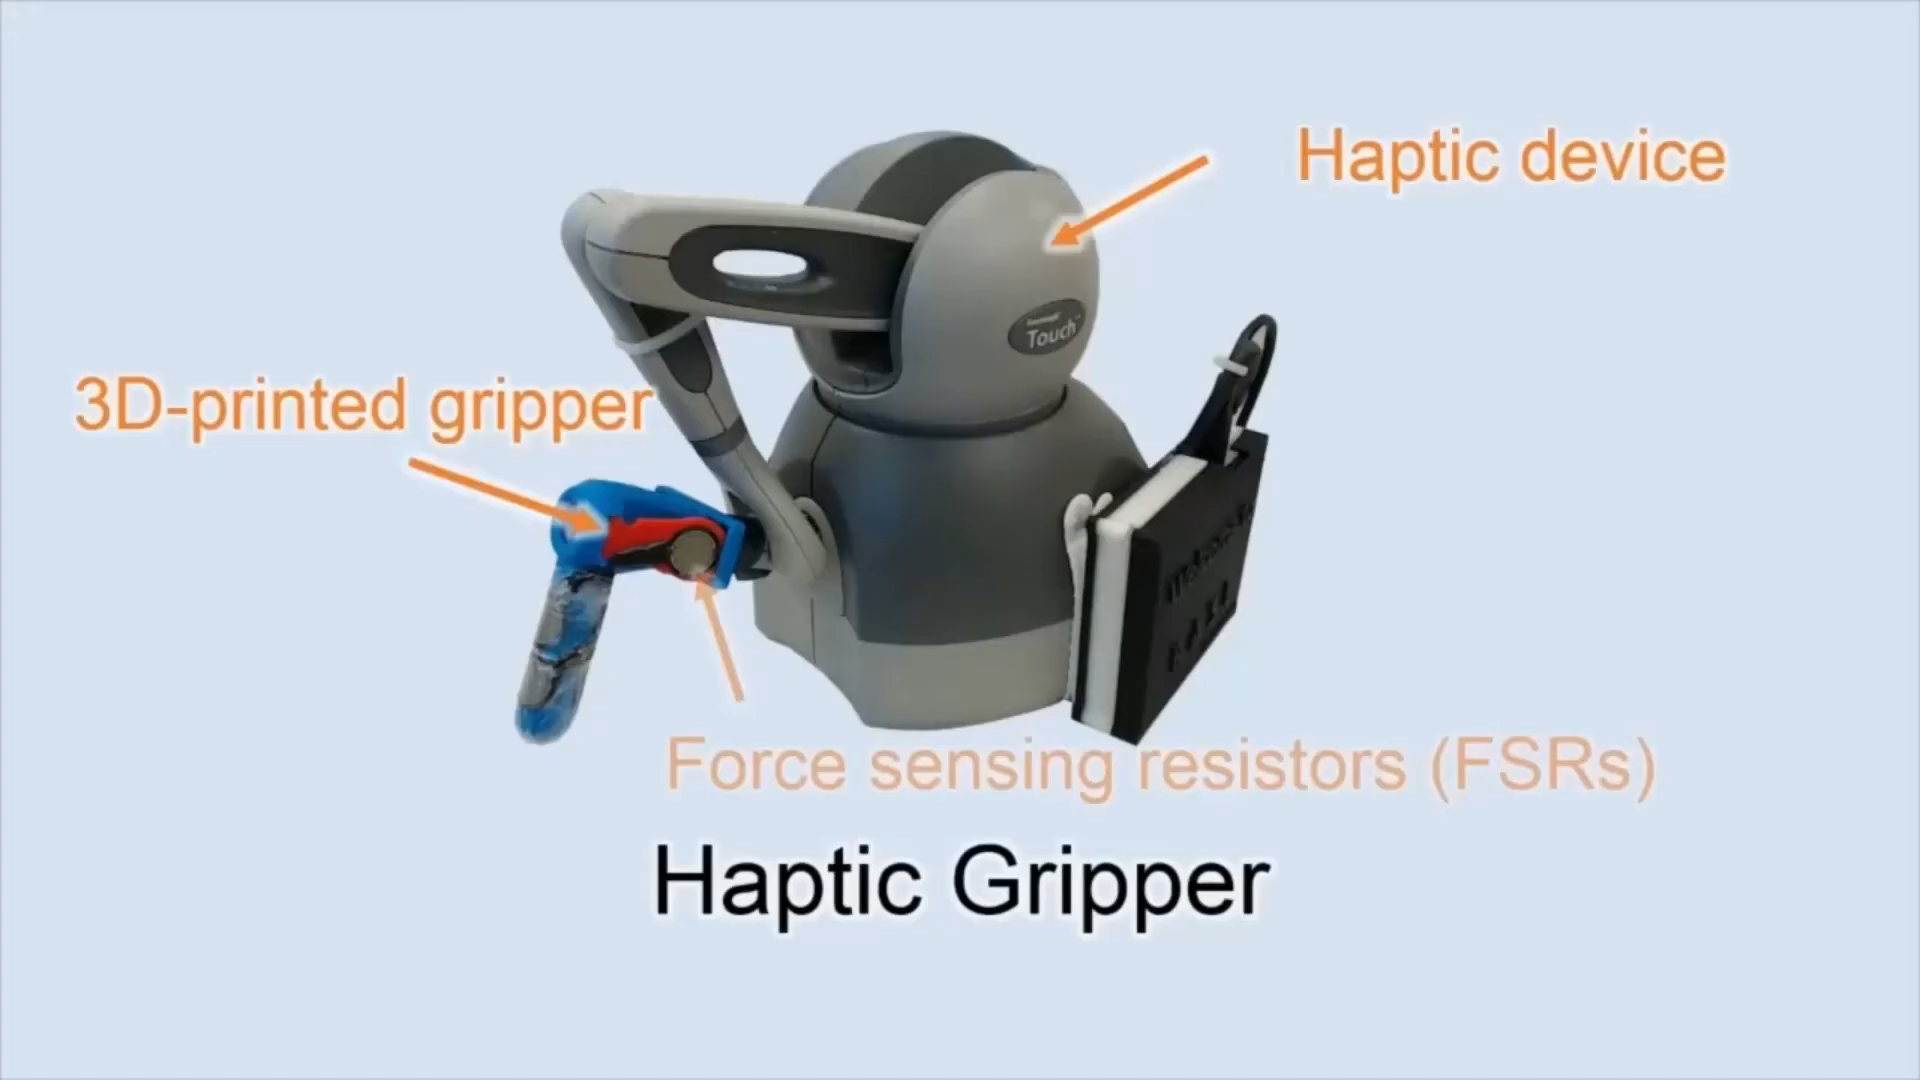 Haptic device
Touch
3D-printed gripper
Force sensing resistors (FSRs)
Haptic Gripper